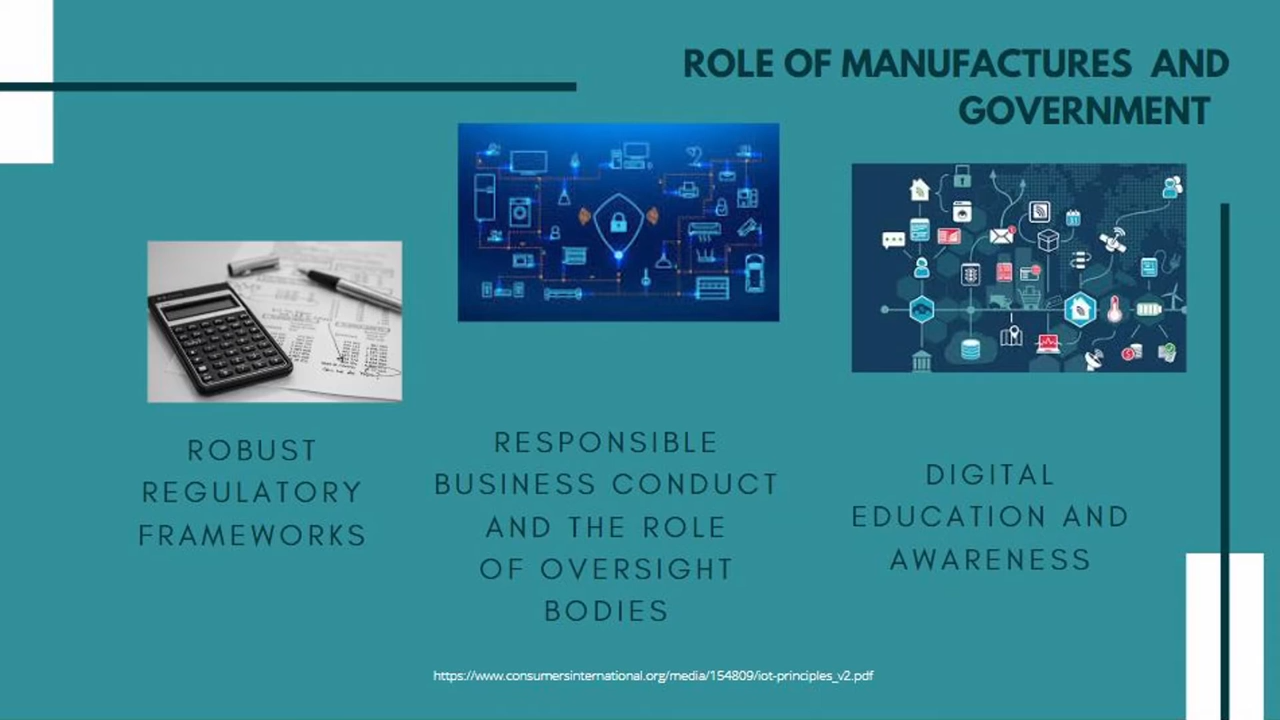 ROLE OF MANUFACTURES AND
GOVERNMENT
ROBUST
REGULATORY
FRAMEWORKS
RESPONSIBLE
BUSINESS CONDUCT
AND THE ROLE
OF OVERSIGHT
BODIES
DIGITAL
EDUCATION AND
AWARENESS
https://www.consumersinternational.org/media/154809/iot-principles_v2.pdf